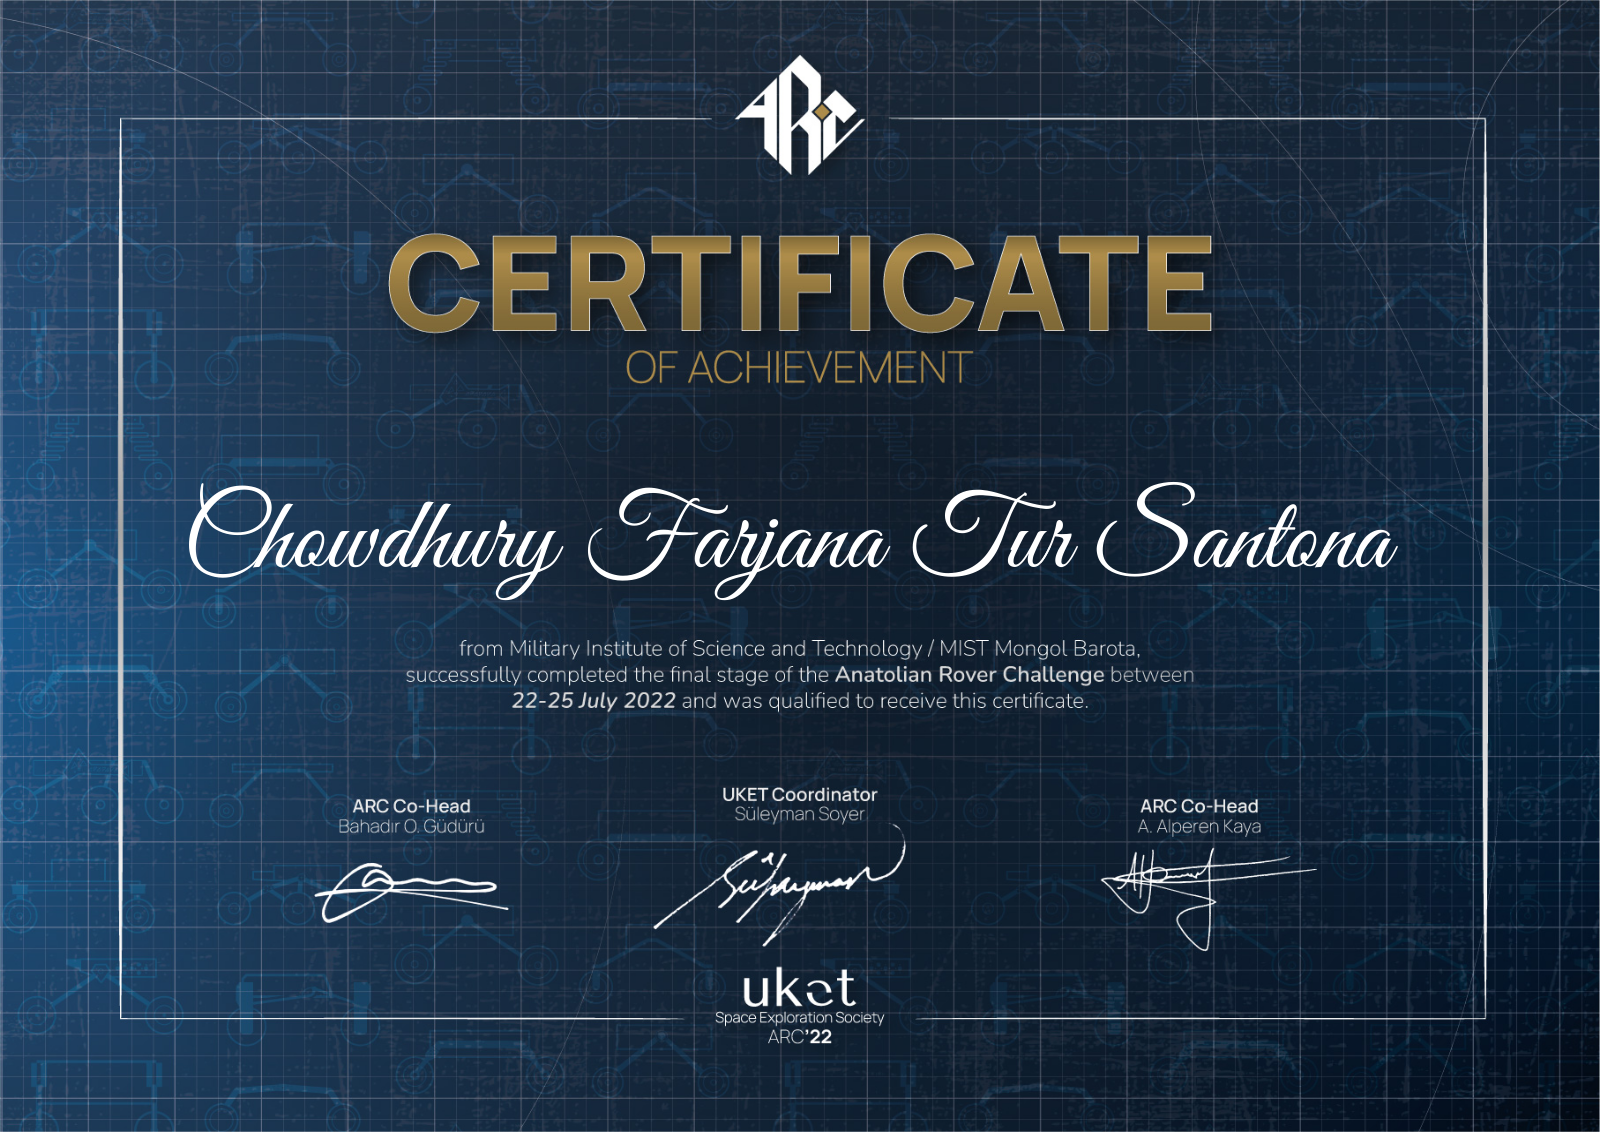 ARC
CERTIFICATE
OF ACHIEVEMENT
Chowdhury Farjana Tur Santona
from Military Institute of Science and Technology / MIST Mongol Barota,
successfully completed the final stage of the Anatolian Rover Challenge between
22-25 July 2022 and was qualified to receive this certificate.
ARC Co-Head
Bahadır O. Güdürü
UKET Coordinator
Süleyman Soyer
ARC Co-Head
A. Alperen Kaya
uket
Space Exploration Society
ARC'22